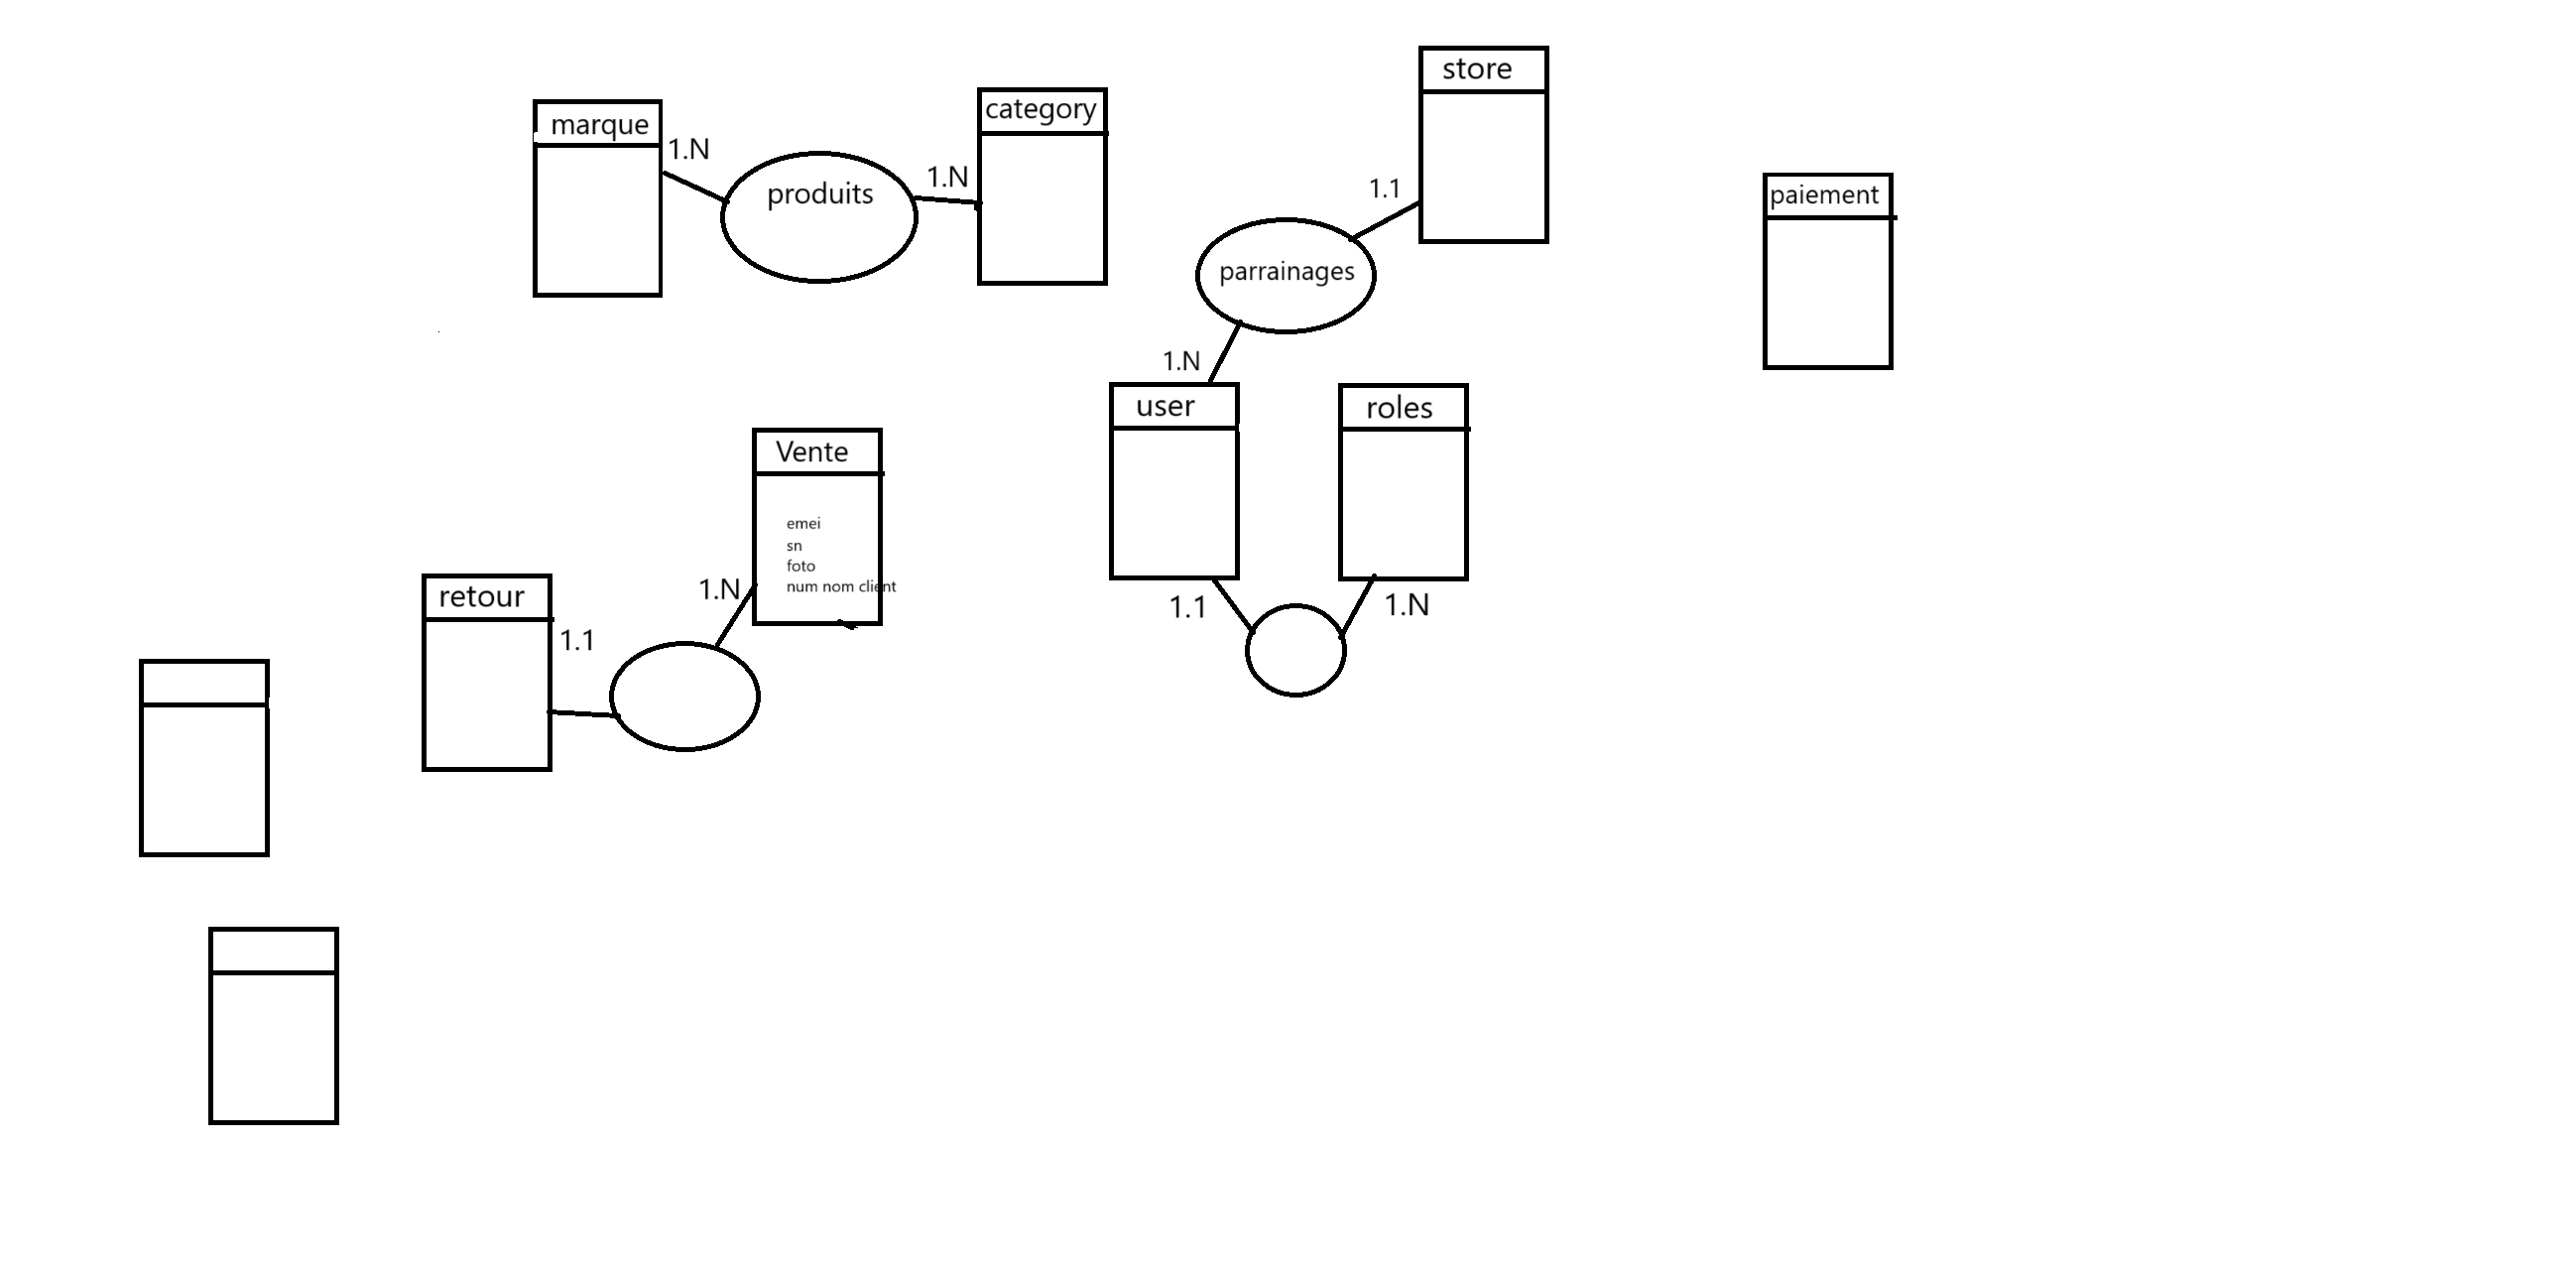 store
category
marque
1.N
produits
1.N
1.1
paiement
parrainages
1.N
user
roles
Vente
emei
sn
foto
num nom client
1.N
retour
1.1
1.1
1.N